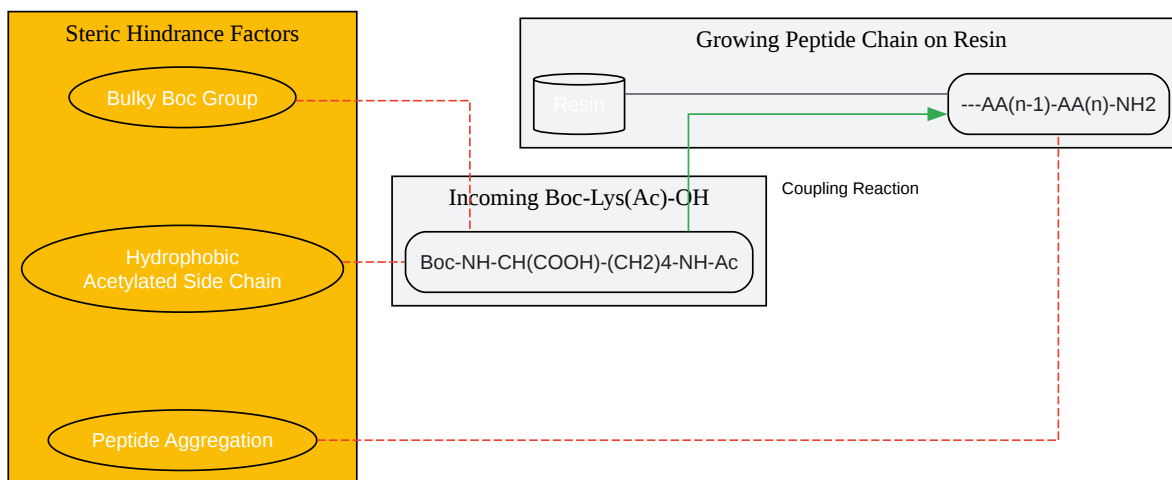 Steric Hindrance Factors
Bulky Boc Group
Hydrophobic
Acetylated Side Chain
Peptide Aggregation
Growing Peptide Chain on Resin
Resin
---AA(n-1)-AA(n)-NH2
Coupling Reaction
Incoming Boc-Lys(Ac)-OH
Boc-NH-CH(COOH)-(CH2)4-NH-Ac